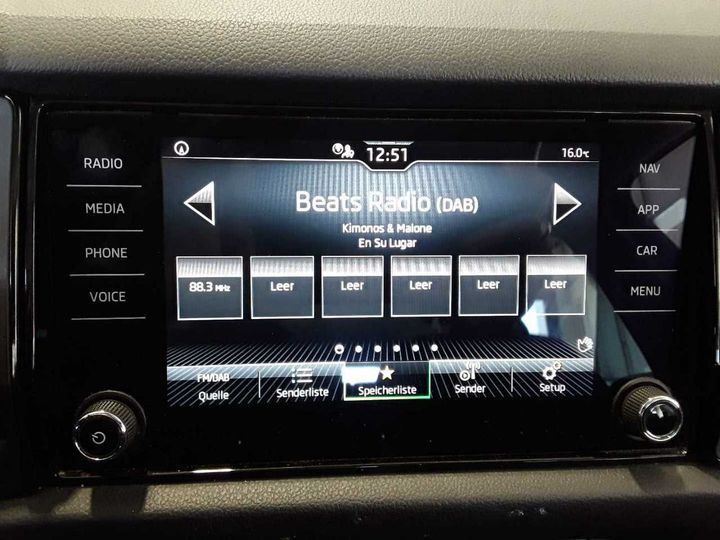 12:51
16.0°C
RADIO
MEDIA
PHONE
VOICE
Beats Radio (DAB)
Kimonos & Malone
En Su Lugar
88.3 MHz
Leer
Leer
Leer
Leer
Leer
FM/DAB
Quelle
Senderliste
Speicherliste
Sender
Setup
NAV
APP
CAR
MENU